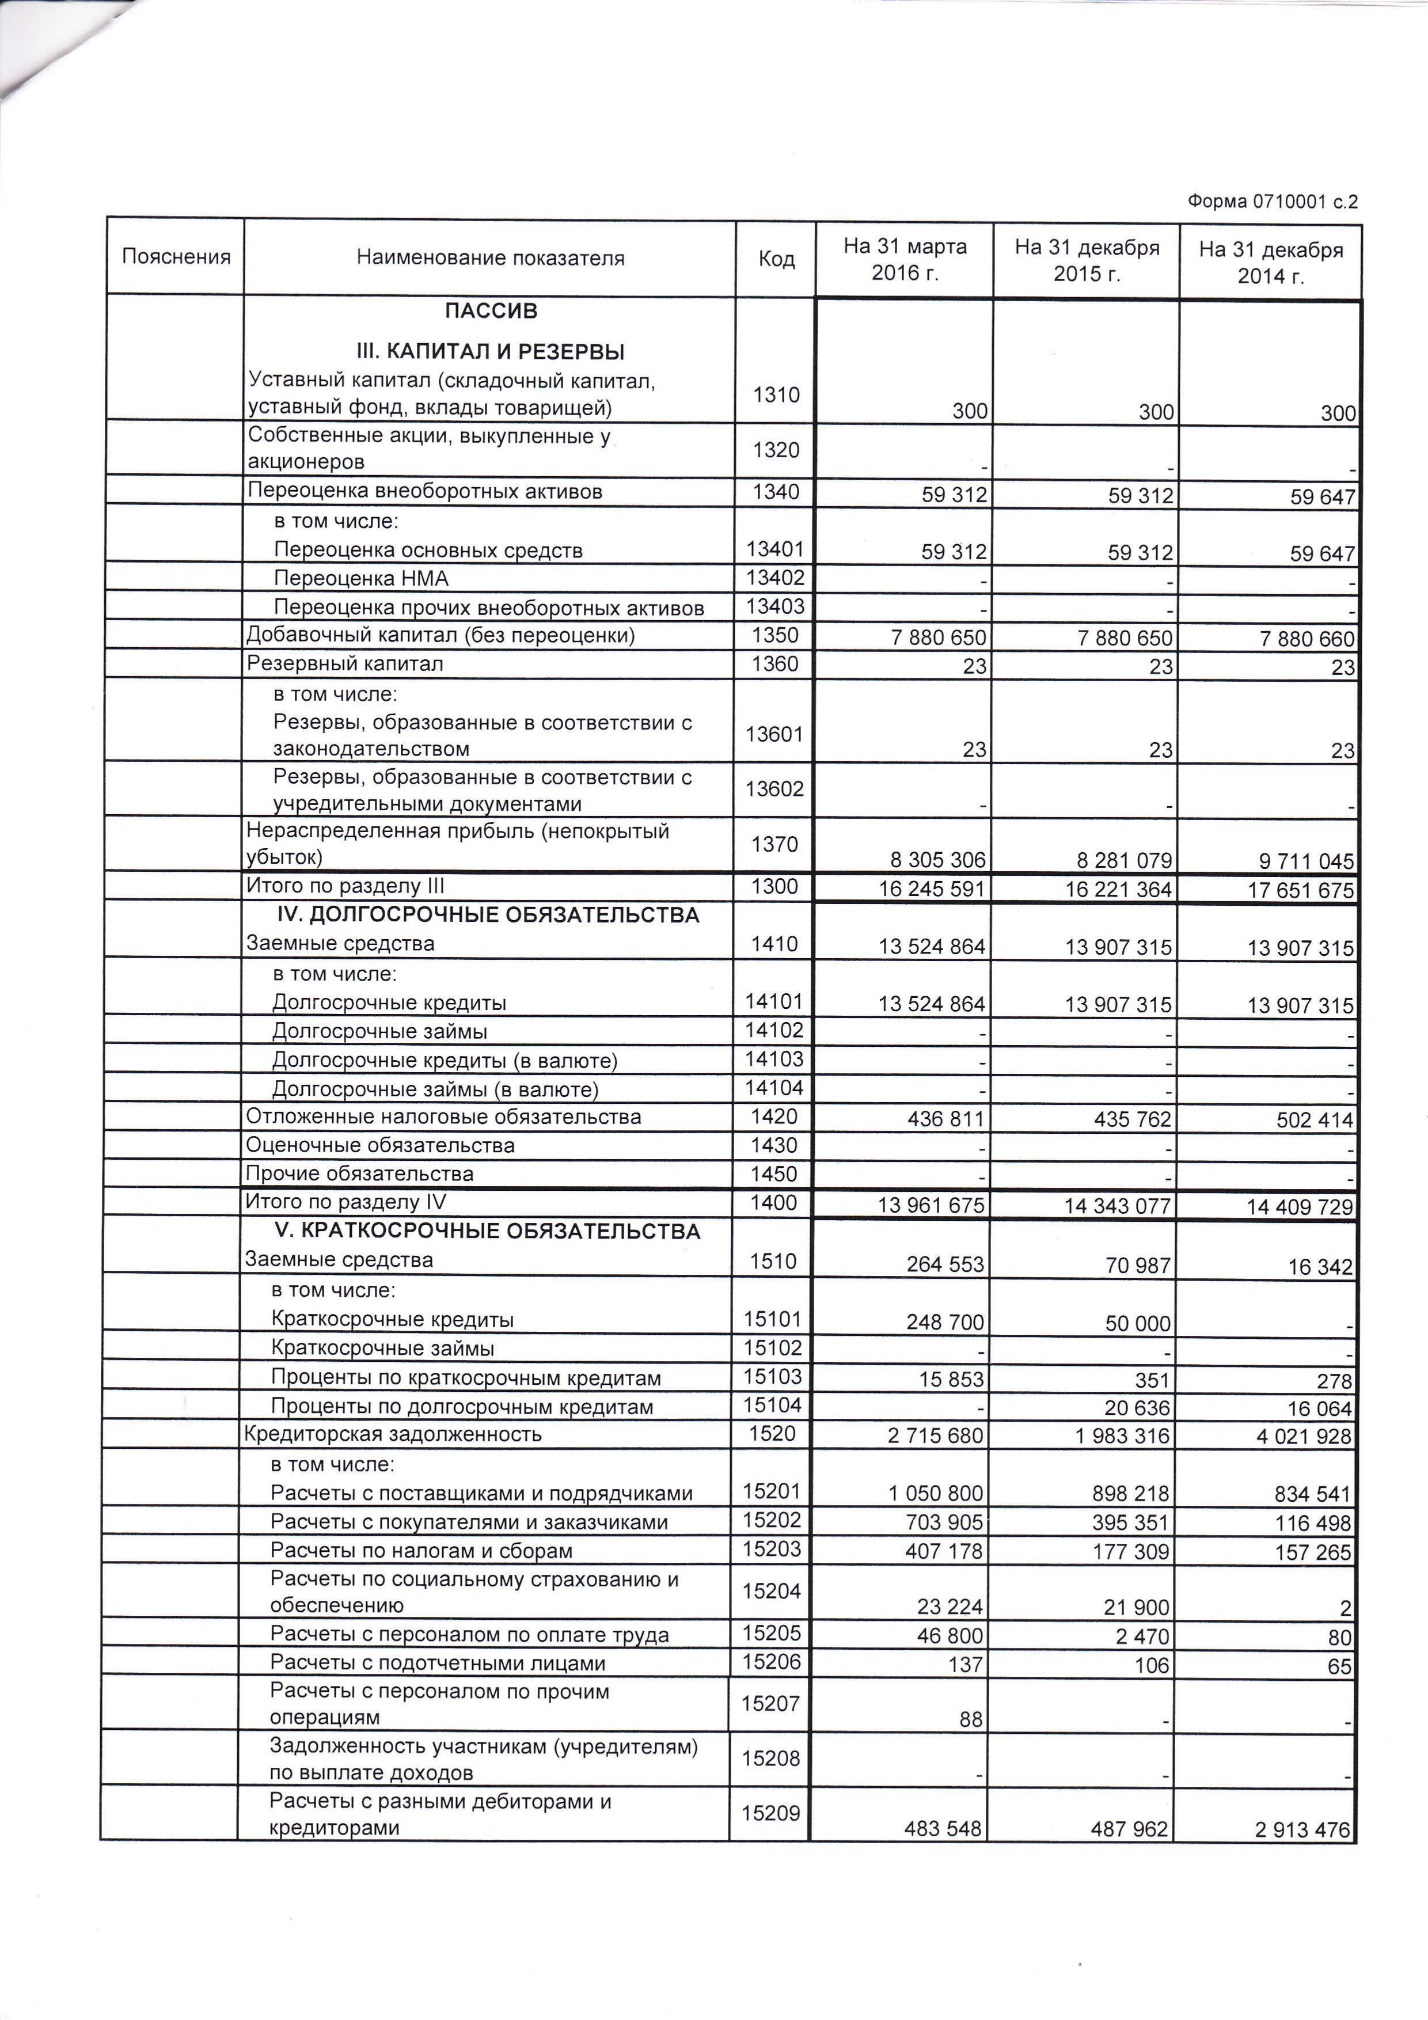 Форма 0710001 с.2
Пояснения Наименование показателя Код На 31 марта 2016 г. На 31 декабря 2015 г. На 31 декабря 2014 г.
ПАССИВ
III. КАПИТАЛ И РЕЗЕРВЫ
Уставный капитал (складочный капитал,
уставный фонд, вклады товарищей) 1310 300 300 300
Собственные акции, выкупленные у
акционеров 1320 - - -
Переоценка внеоборотных активов 1340 59 312 59 312 59 647
в том числе:
Переоценка основных средств 13401 59 312 59 312 59 647
Переоценка НМА 13402 - - -
Переоценка прочих внеоборотных активов 13403 - - -
Добавочный капитал (без переоценки) 1350 7 880 650 7 880 650 7 880 660
Резервный капитал 1360 23 23 23
в том числе:
Резервы, образованные в соответствии с
законодательством 13601 23 23 23
Резервы, образованные в соответствии с
учредительными документами 13602 - - -
Нераспределенная прибыль (непокрытый
убыток) 1370 8 305 306 8 281 079 9 711 045
Итого по разделу III 1300 16 245 591 16 221 364 17 651 675
IV. ДОЛГОСРОЧНЫЕ ОБЯЗАТЕЛЬСТВА
Заемные средства 1410 13 524 864 13 907 315 13 907 315
в том числе:
Долгосрочные кредиты 14101 13 524 864 13 907 315 13 907 315
Долгосрочные займы 14102 - - -
Долгосрочные кредиты (в валюте) 14103 - - -
Долгосрочные займы (в валюте) 14104 - - -
Отложенные налоговые обязательства 1420 436 811 435 762 502 414
Оценочные обязательства 1430 - - -
Прочие обязательства 1450 - - -
Итого по разделу IV 1400 13 961 675 14 343 077 14 409 729
V. КРАТКОСРОЧНЫЕ ОБЯЗАТЕЛЬСТВА
Заемные средства 1510 264 553 70 987 16 342
в том числе:
Краткосрочные кредиты 15101 248 700 50 000 -
Краткосрочные займы 15102 - - -
Проценты по краткосрочным кредитам 15103 15 853 351 278
Проценты по долгосрочным кредитам 15104 - 20 636 16 064
Кредиторская задолженность 1520 2 715 680 1 983 316 4 021 928
в том числе:
Расчеты с поставщиками и подрядчиками 15201 1 050 800 898 218 834 541
Расчеты с покупателями и заказчиками 15202 703 905 395 351 116 498
Расчеты по налогам и сборам 15203 407 178 177 309 157 265
Расчеты по социальному страхованию и
обеспечению 15204 23 224 21 900 2
Расчеты с персоналом по оплате труда 15205 46 800 2 470 80
Расчеты с подотчетными лицами 15206 137 106 65
Расчеты с персоналом по прочим
операциям 15207 88 - -
Задолженность участникам (учредителям)
по выплате доходов 15208 - - -
Расчеты с разными дебиторами и
кредиторами 15209 483 548 487 962 2 913 476